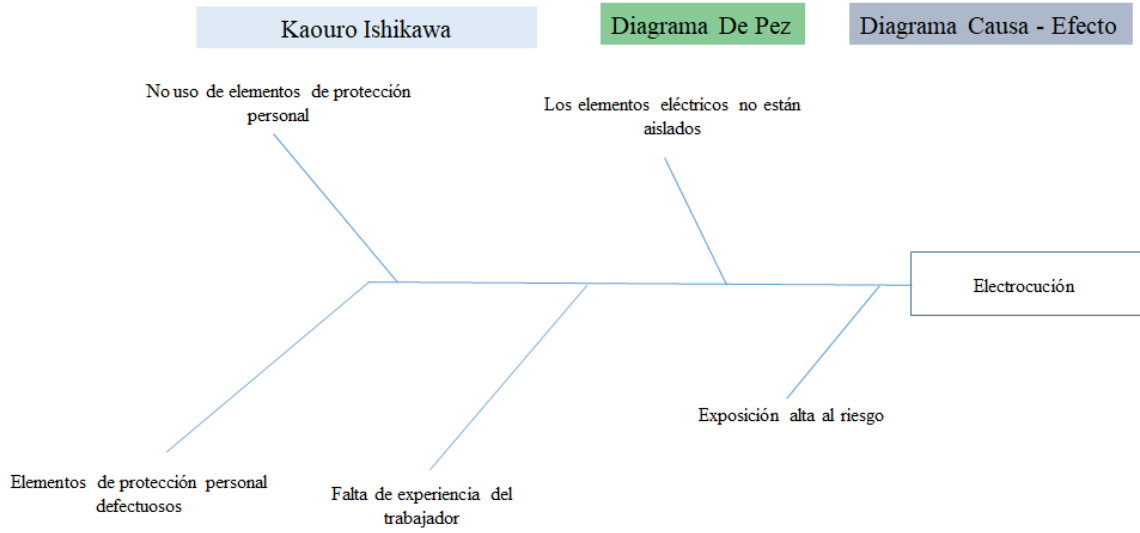 Kaouro Ishikawa
Diagrama De Pez
Diagrama Causa - Efecto
No uso de elementos de protección
personal
Los elementos eléctricos no están
aislados
Electrocución
Exposición alta al riesgo
Elementos de protección personal
defectuosos
Falta de experiencia del
trabajador